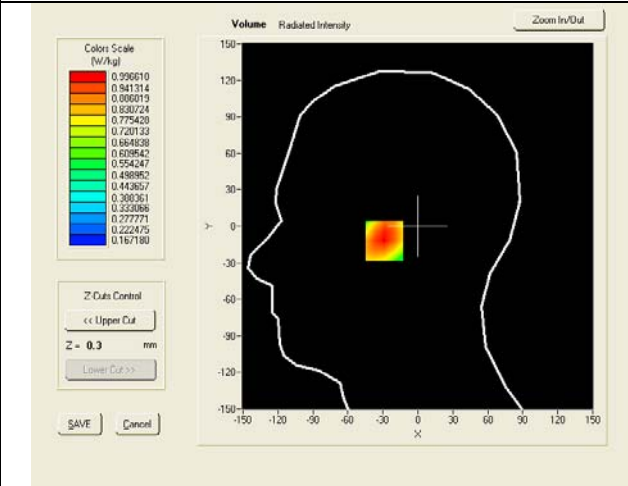 Volume Radiated Intensity
Zoom In/Out
Colors Scale
(W/kg)
0.996610
0.941314
0.886019
0.830724
0.775428
0.720133
0.664838
0.609542
0.554247
0.498952
0.443657
0.388361
0.333066
0.277771
0.222475
0.167180
Z-Cuts Control
<< Upper Cut
Z = 0.3 mm
Lower Cut >>
SAVE Cancel
150
120
90
60
30
0
-30
-60
-90
-120
-150
Y
-150 -120 -90 -60 -30 0 30 60 90 120 150
X